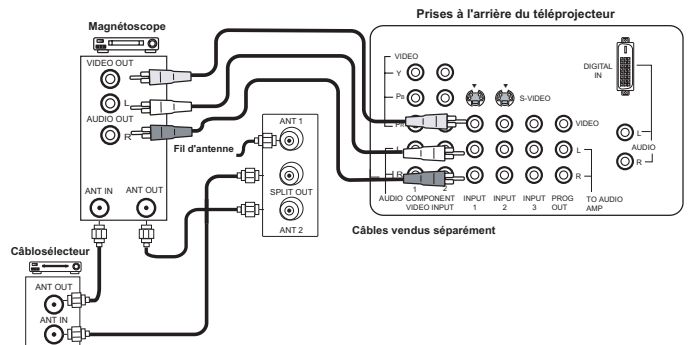 Prises à l'arrière du téléprojecteur
Magnétoscope
VIDEO OUT
L
AUDIO OUT
R
ANT IN
ANT OUT
Câblosélecteur
ANT OUT
ANT IN
Fil d'antenne
ANT 1
SPLIT OUT
ANT 2
VIDEO
Y
PB
PR
L
R
S-VIDEO
VIDEO
L
R
1
2
AUDIO
COMPONENT
VIDEO INPUT
INPUT
1
INPUT
2
INPUT
3
PROG
OUT
TO AUDIO
AMP
DIGITAL
IN
L
AUDIO
R
Câbles vendus séparément